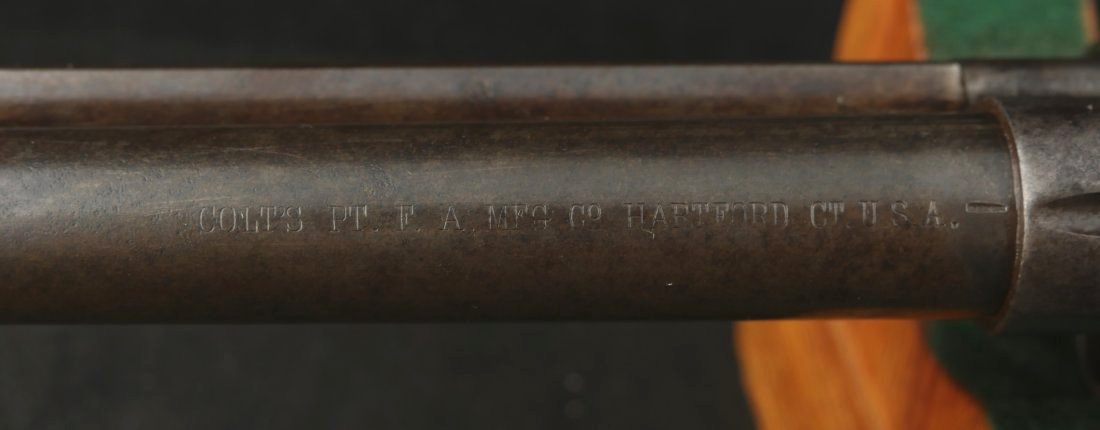 COLT'S PT. F. A. MFG Cº HARTFORD CT. U.S.A.